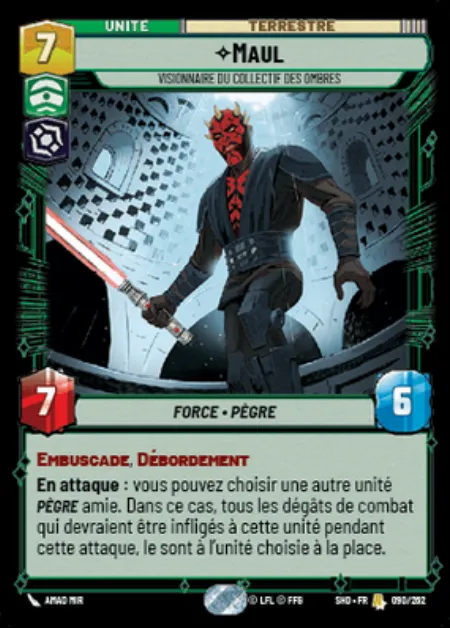 UNITÉ
TERRESTRE
7
✧MAUL
VISIONNAIRE DU COLLECTIF DES OMBRES
7
FORCE • PÈGRE
6
EMBUSCADE, DÉBORDEMENT
En attaque : vous pouvez choisir une autre unité
PÈGRE amie. Dans ce cas, tous les dégâts de combat
qui devraient être infligés à cette unité pendant
cette attaque, le sont à l'unité choisie à la place.
AMAD MIR
© LFL © FFG
SHD • FR
090/262